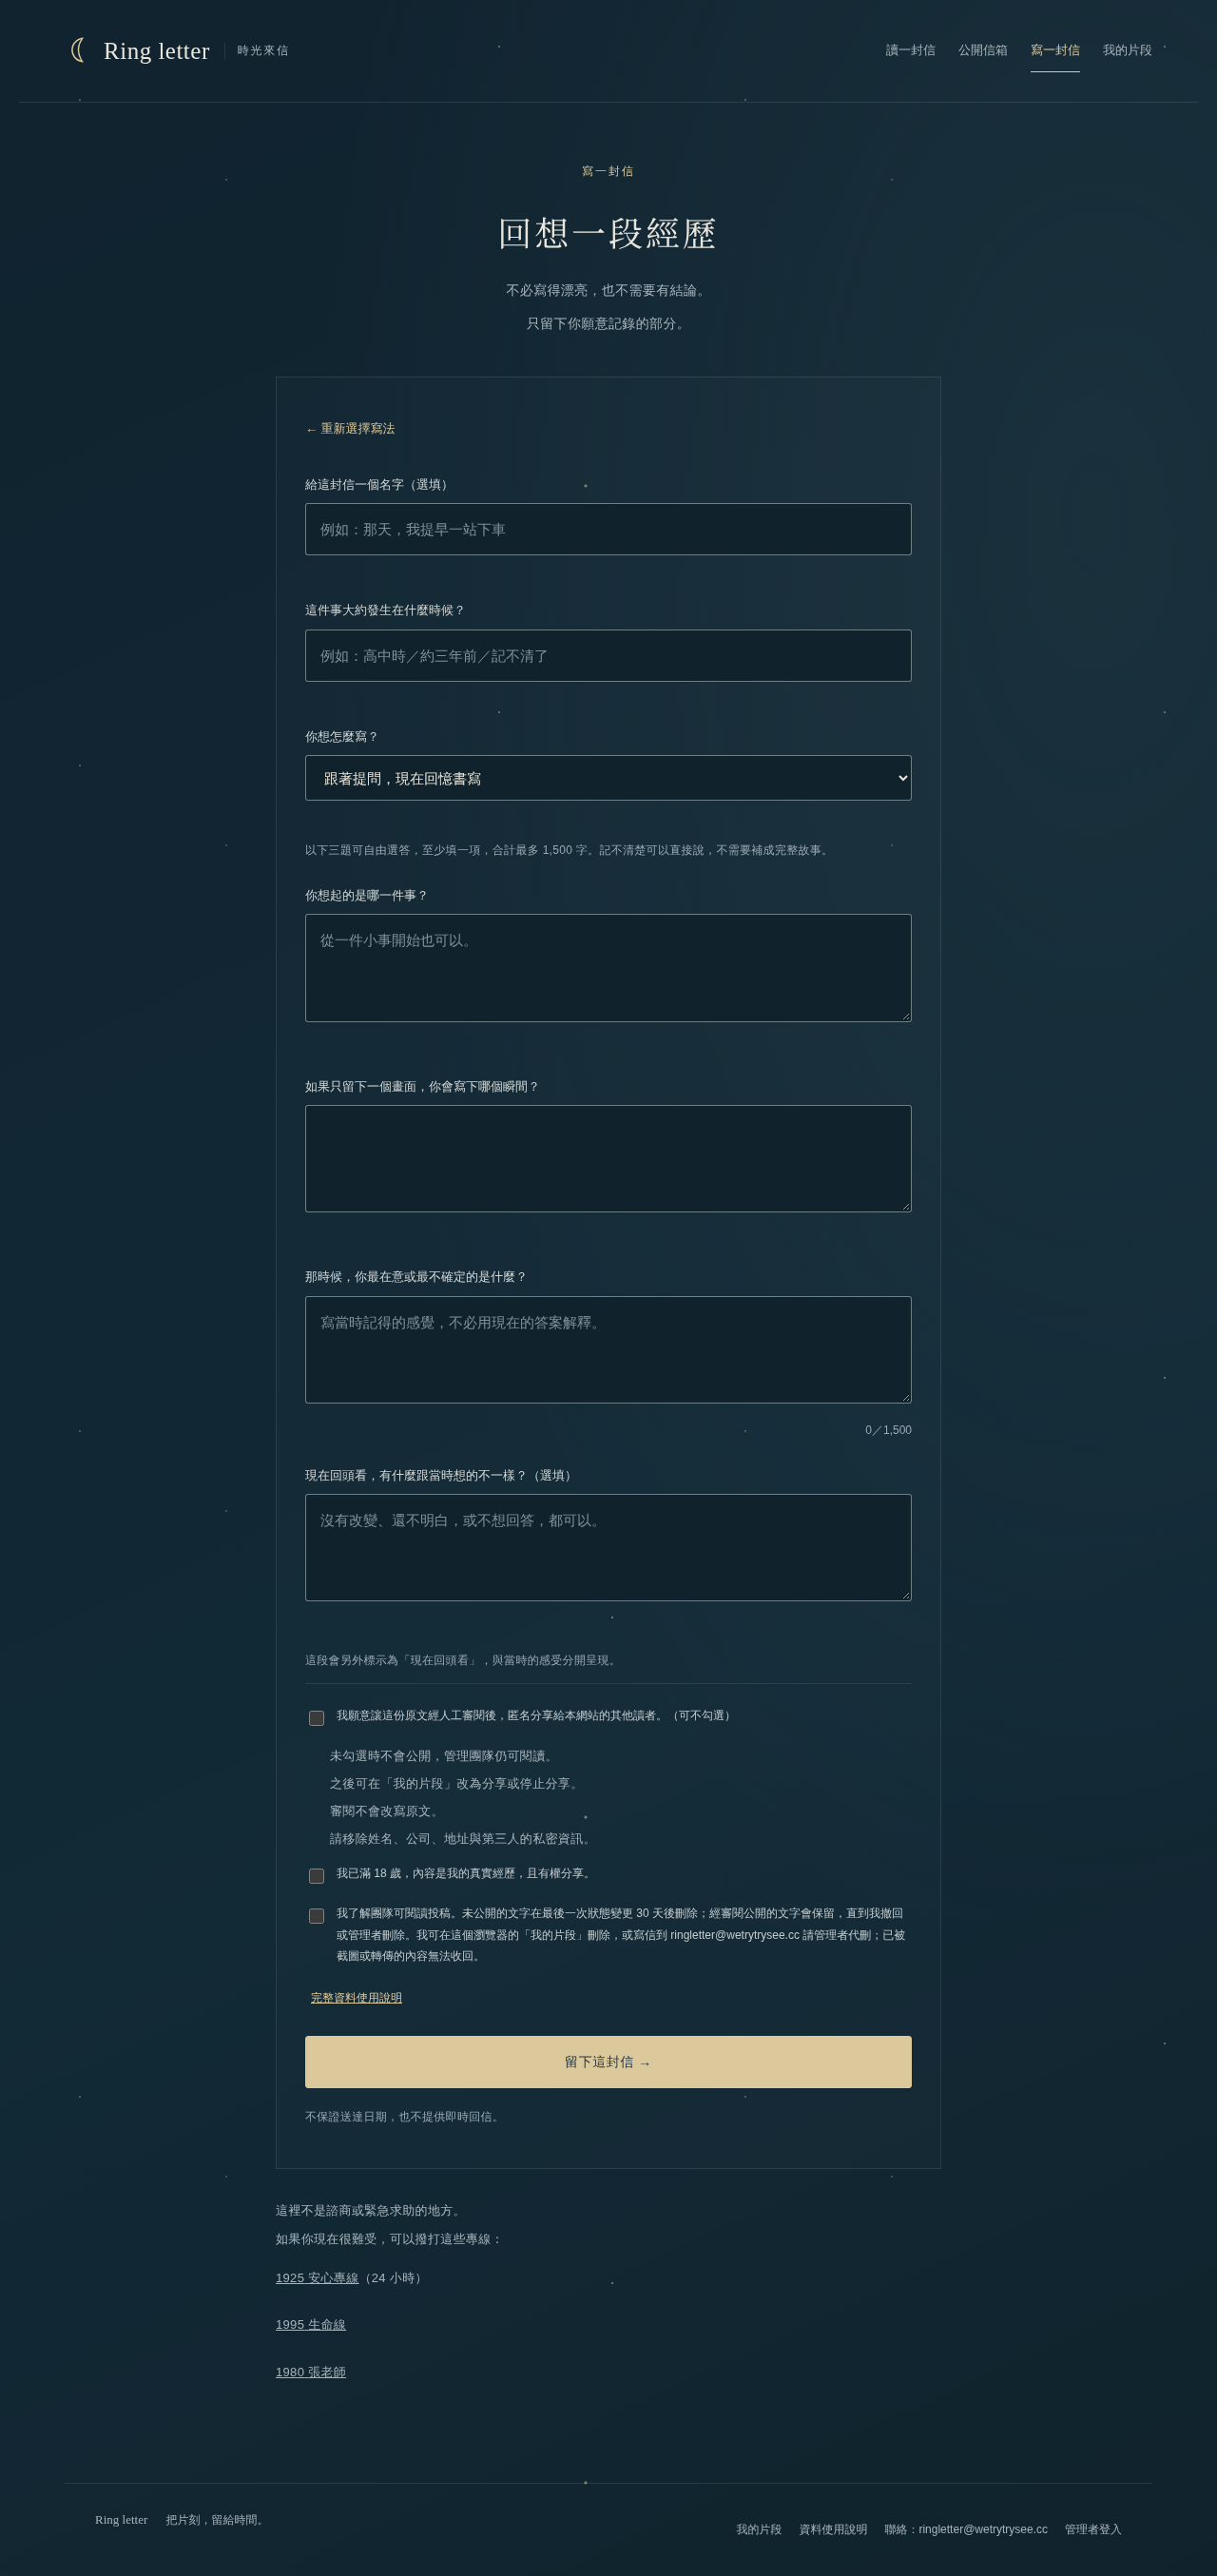 Ring letter
時光來信
讀一封信
公開信箱
寫一封信
我的片段
寫一封信
回想一段經歷
不必寫得漂亮，也不需要有結論。
只留下你願意記錄的部分。
← 重新選擇寫法
給這封信一個名字（選填）
例如：那天，我提早一站下車
這件事大約發生在什麼時候？
例如：高中時／約三年前／記不清了
你想怎麼寫？
跟著提問，現在回憶書寫
以下三題可自由選答，至少填一項，合計最多 1,500 字。記不清楚可以直接說，不需要補成完整故事。
你想起的是哪一件事？
從一件小事開始也可以。
如果只留下一個畫面，你會寫下哪個瞬間？
那時候，你最在意或最不確定的是什麼？
寫當時記得的感覺，不必用現在的答案解釋。
0／1,500
現在回頭看，有什麼跟當時想的不一樣？（選填）
沒有改變、還不明白，或不想回答，都可以。
這段會另外標示為「現在回頭看」，與當時的感受分開呈現。
我願意讓這份原文經人工審閱後，匿名分享給本網站的其他讀者。（可不勾選）
未勾選時不會公開，管理團隊仍可閱讀。
之後可在「我的片段」改為分享或停止分享。
審閱不會改寫原文。
請移除姓名、公司、地址與第三人的私密資訊。
我已滿 18 歲，內容是我的真實經歷，且有權分享。
我了解團隊可閱讀投稿。未公開的文字在最後一次狀態變更 30 天後刪除；經審閱公開的文字會保留，直到我撤回
或管理者刪除。我可在這個瀏覽器的「我的片段」刪除，或寫信到 ringletter@wetrytrysee.cc 請管理者代刪；已被
截圖或轉傳的內容無法收回。
完整資料使用說明
留下這封信 →
不保證送達日期，也不提供即時回信。
這裡不是諮商或緊急求助的地方。
如果你現在很難受，可以撥打這些專線：
1925 安心專線（24 小時）
1995 生命線
1980 張老師
Ring letter
把片刻，留給時間。
我的片段
資料使用說明
聯絡：ringletter@wetrytrysee.cc
管理者登入